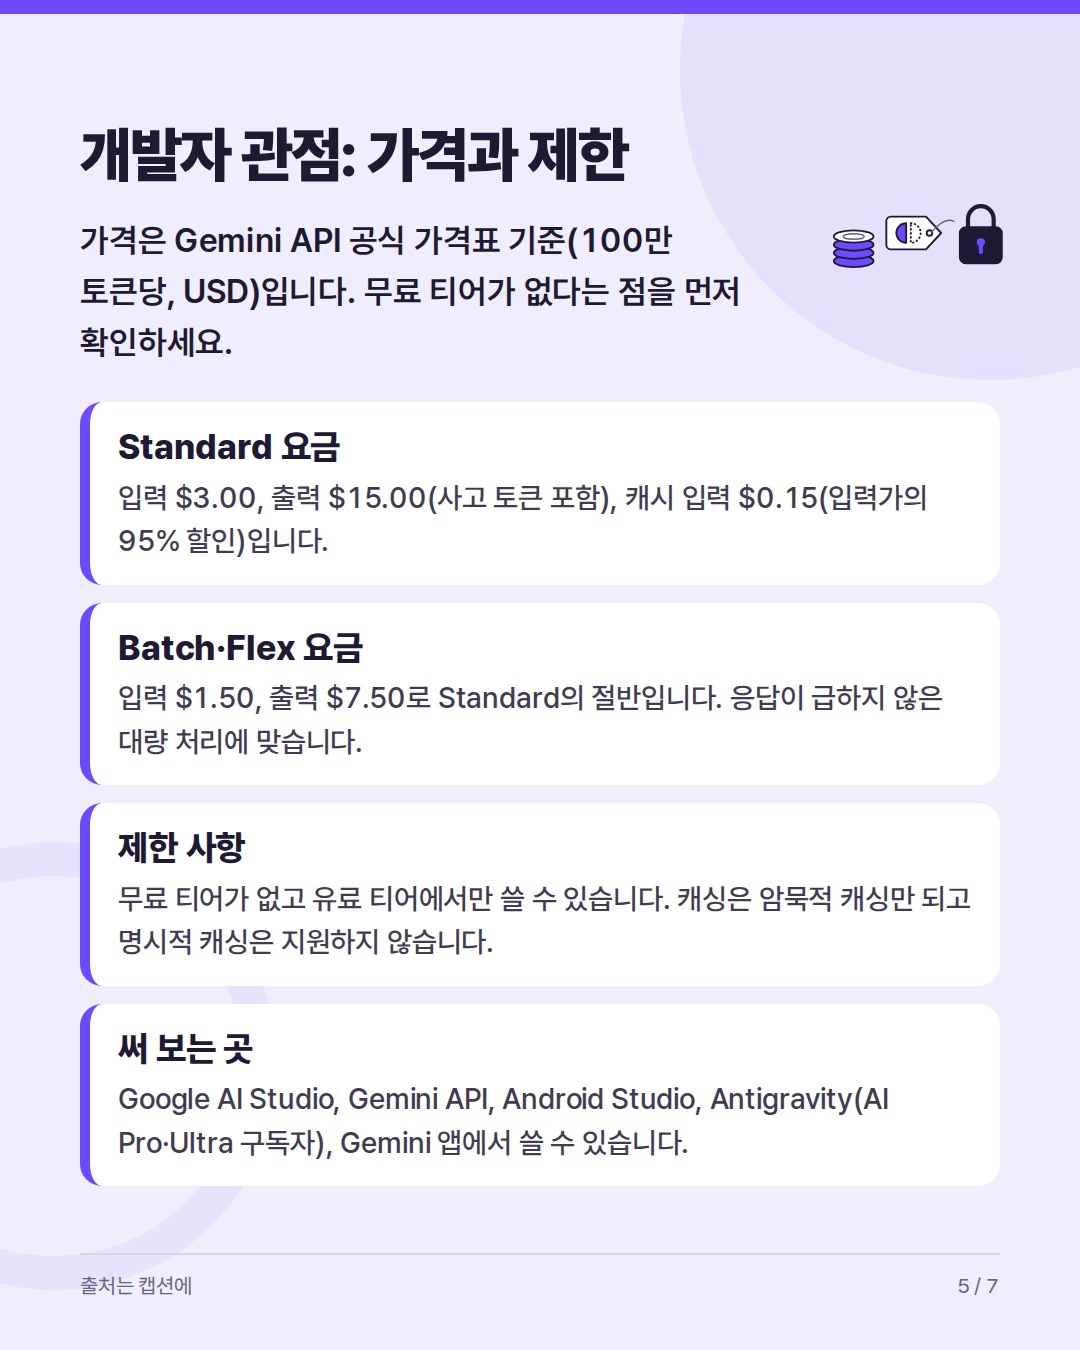 개발자 관점: 가격과 제한
가격은 Gemini API 공식 가격표 기준(100만
토큰당, USD)입니다. 무료 티어가 없다는 점을 먼저
확인하세요.
Standard 요금
입력 $3.00, 출력 $15.00(사고 토큰 포함), 캐시 입력 $0.15(입력가의
95% 할인)입니다.
Batch·Flex 요금
입력 $1.50, 출력 $7.50로 Standard의 절반입니다. 응답이 급하지 않은
대량 처리에 맞습니다.
제한 사항
무료 티어가 없고 유료 티어에서만 쓸 수 있습니다. 캐싱은 암묵적 캐싱만 되고
명시적 캐싱은 지원하지 않습니다.
써 보는 곳
Google AI Studio, Gemini API, Android Studio, Antigravity(AI
Pro·Ultra 구독자), Gemini 앱에서 쓸 수 있습니다.
출처는 캡션에
5 / 7